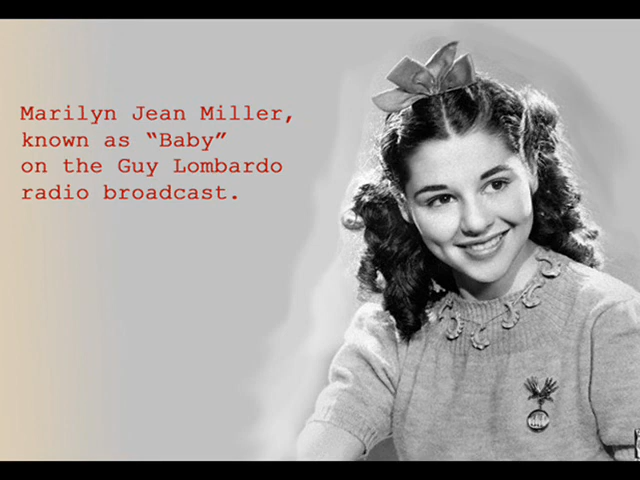 Marilyn Jean Miller,
known as “Baby”
on the Guy Lombardo
radio broadcast.